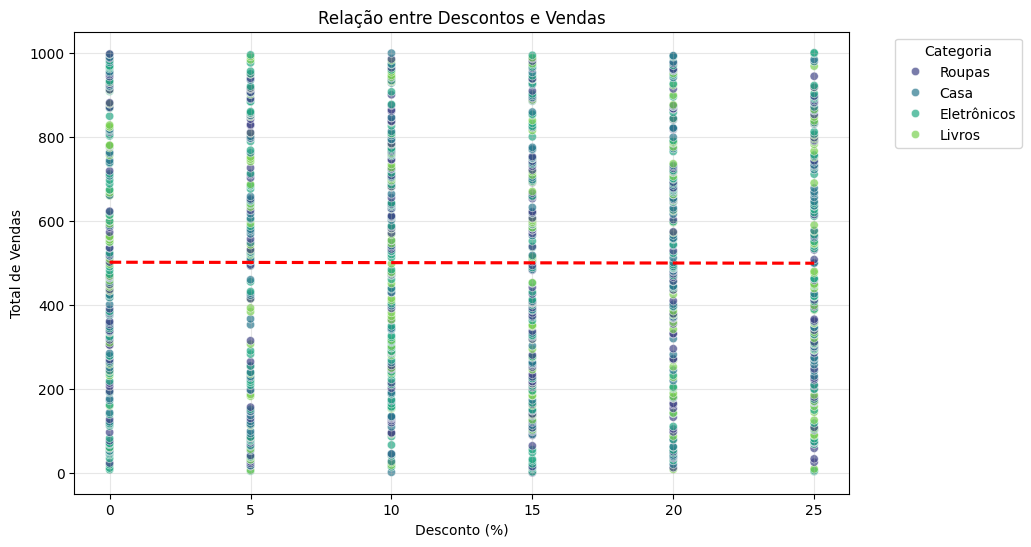 Relação entre Descontos e Vendas
Total de Vendas
1000
800
600
400
200
0
0 5 10 15 20 25
Desconto (%)
Categoria
Roupas
Casa
Eletrônicos
Livros